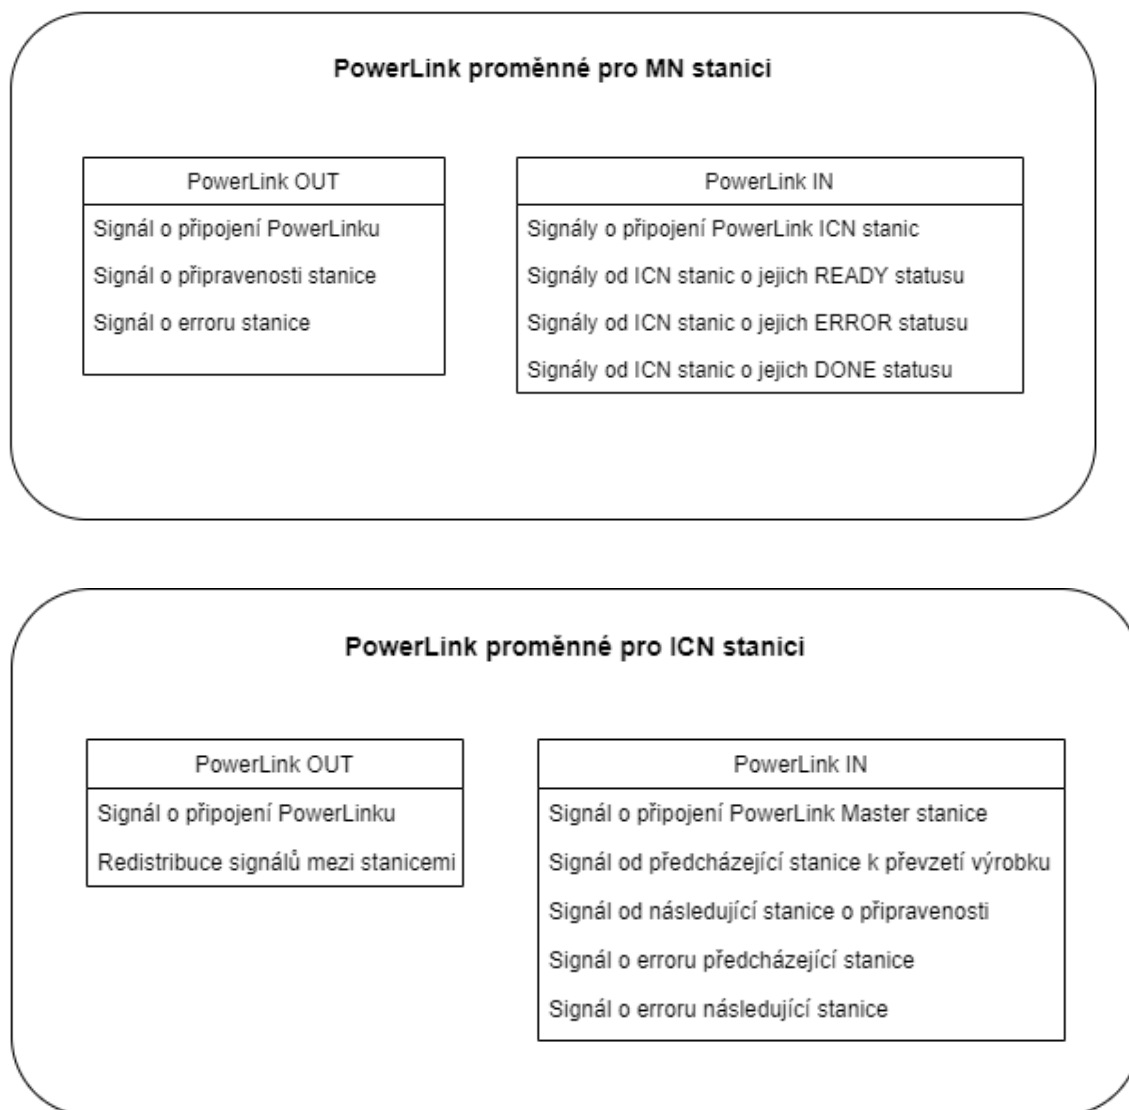 PowerLink proměnné pro MN stanici
PowerLink OUT
Signál o připojení PowerLinku
Signál o připravenosti stanice
Signál o erroru stanice
PowerLink IN
Signály o připojení PowerLink ICN stanic
Signály od ICN stanic o jejich READY statusu
Signály od ICN stanic o jejich ERROR statusu
Signály od ICN stanic o jejich DONE statusu
PowerLink proměnné pro ICN stanici
PowerLink OUT
Signál o připojení PowerLinku
Redistribuce signálů mezi stanicemi
PowerLink IN
Signál o připojení PowerLink Master stanice
Signál od předcházející stanice k převzetí výrobku
Signál od následující stanice o připravenosti
Signál o erroru předcházející stanice
Signál o erroru následující stanice